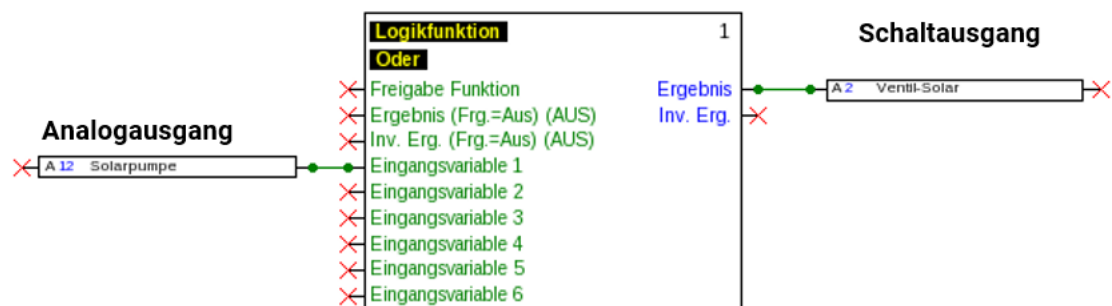 Logikfunktion 1
Oder
Schaltausgang
Freigabe Funktion Ergebnis
A 2 Ventil-Solar
Ergebnis (Frg.=Aus) (AUS) Inv. Erg.
Analogausgang
Inv. Erg. (Frg.=Aus) (AUS)
A 12 Solarpumpe
Eingangsvariable 1
Eingangsvariable 2
Eingangsvariable 3
Eingangsvariable 4
Eingangsvariable 5
Eingangsvariable 6